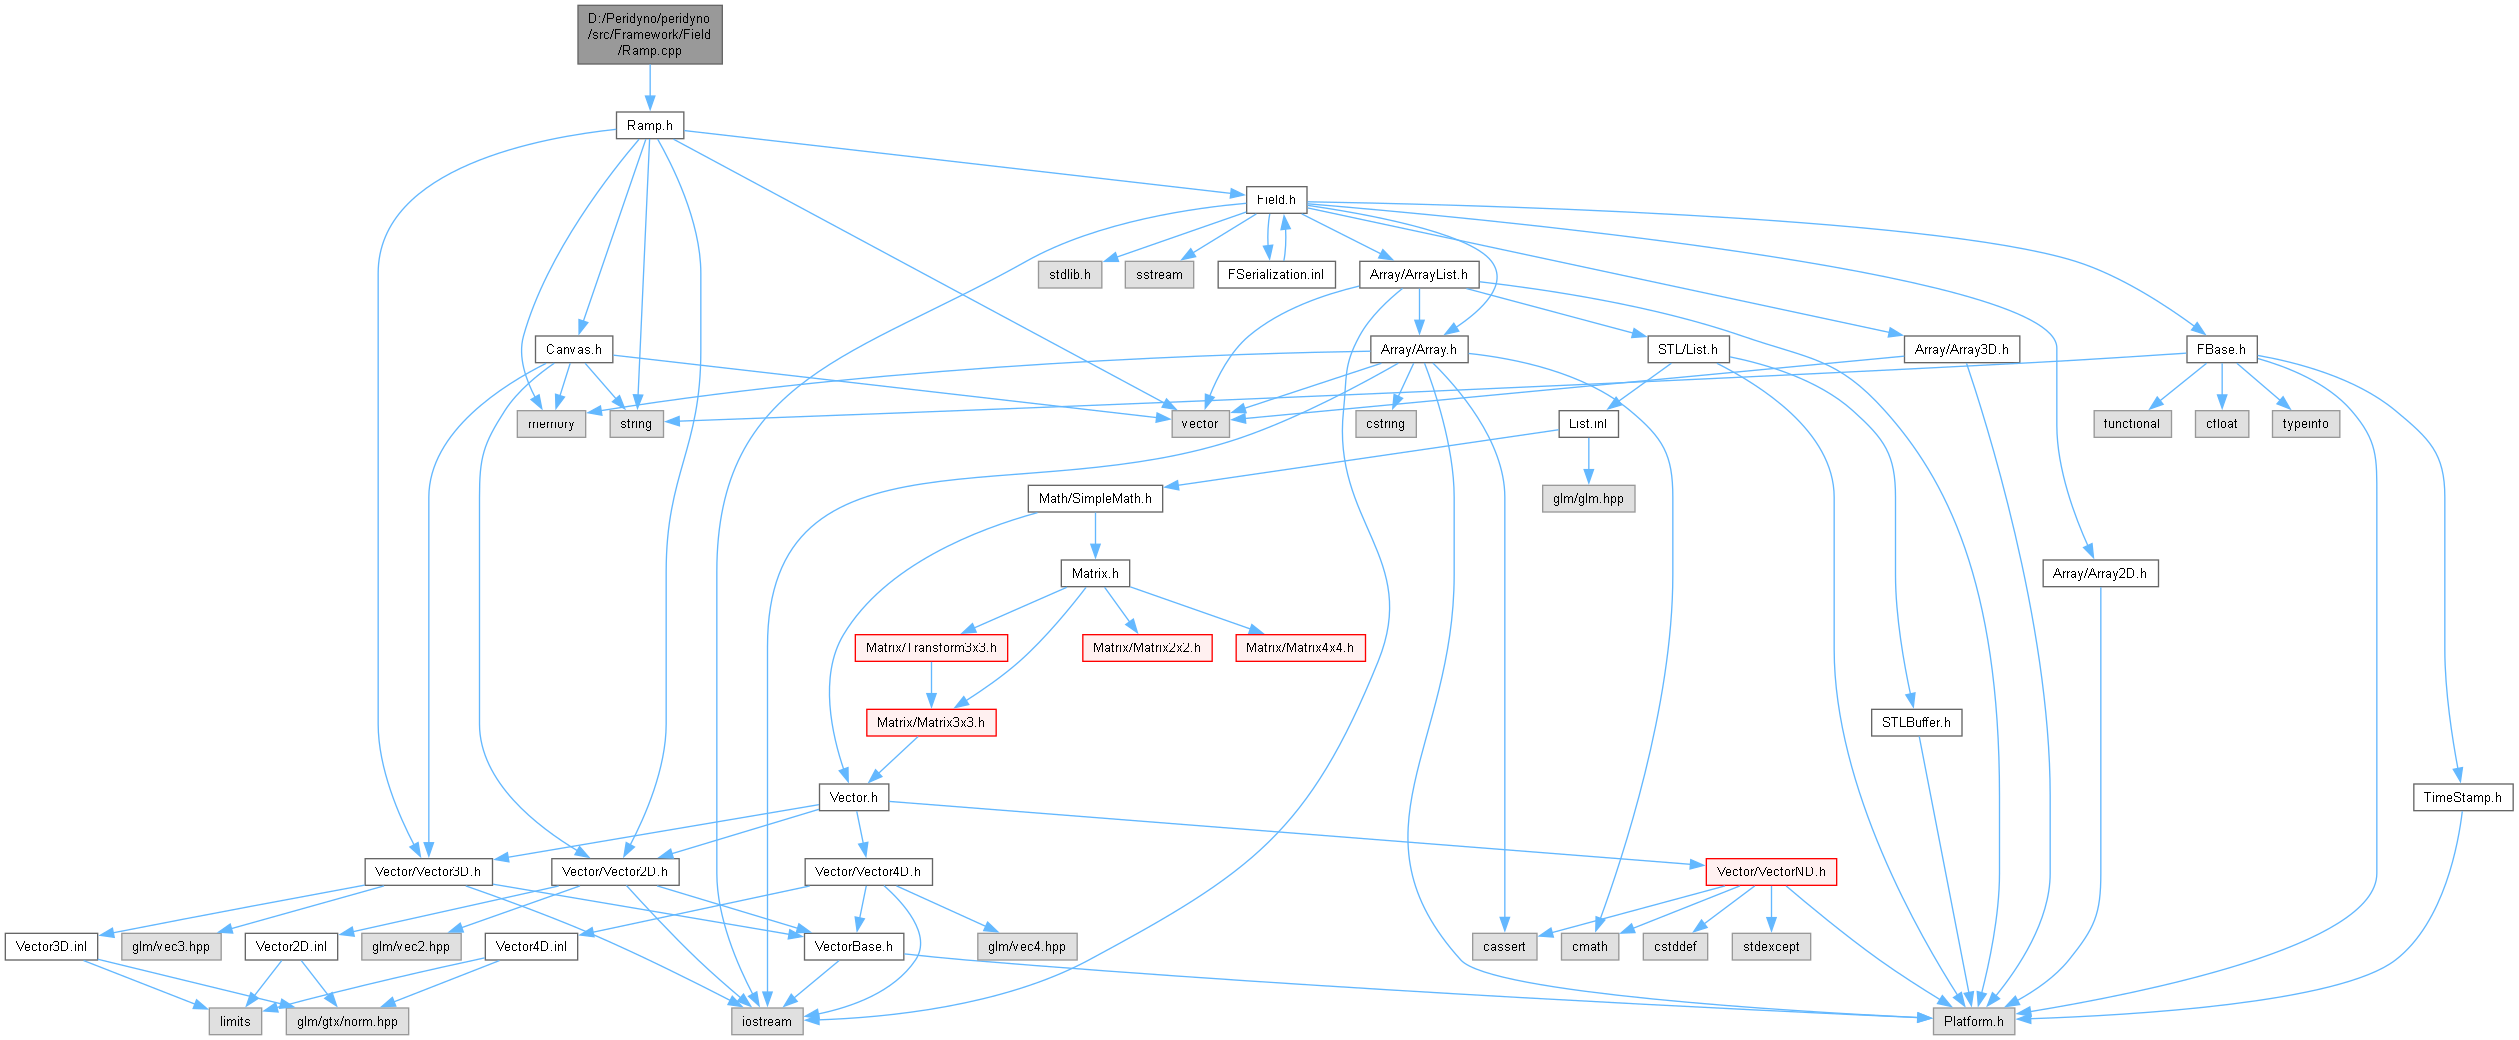 D:/Peridyno/peridyno
/src/Framework/Field
/Ramp.cpp
Ramp.h
Field.h
stdlib.h
sstream
FSerialization.inl
Array/ArrayList.h
Canvas.h
Array/Array.h
STL/List.h
Array/Array3D.h
FBase.h
memory
string
vector
cstring
List.inl
functional
cfloat
typeinfo
Math/SimpleMath.h
glm/glm.hpp
Matrix.h
Array/Array2D.h
Matrix/Transform3x3.h
Matrix/Matrix2x2.h
Matrix/Matrix4x4.h
Matrix/Matrix3x3.h
STLBuffer.h
Vector.h
TimeStamp.h
Vector/Vector3D.h
Vector/Vector2D.h
Vector/Vector4D.h
Vector/VectorND.h
Vector3D.inl
glm/vec3.hpp
Vector2D.inl
glm/vec2.hpp
Vector4D.inl
VectorBase.h
glm/vec4.hpp
cassert
cmath
cstddef
stdexcept
limits
glm/gtx/norm.hpp
iostream
Platform.h